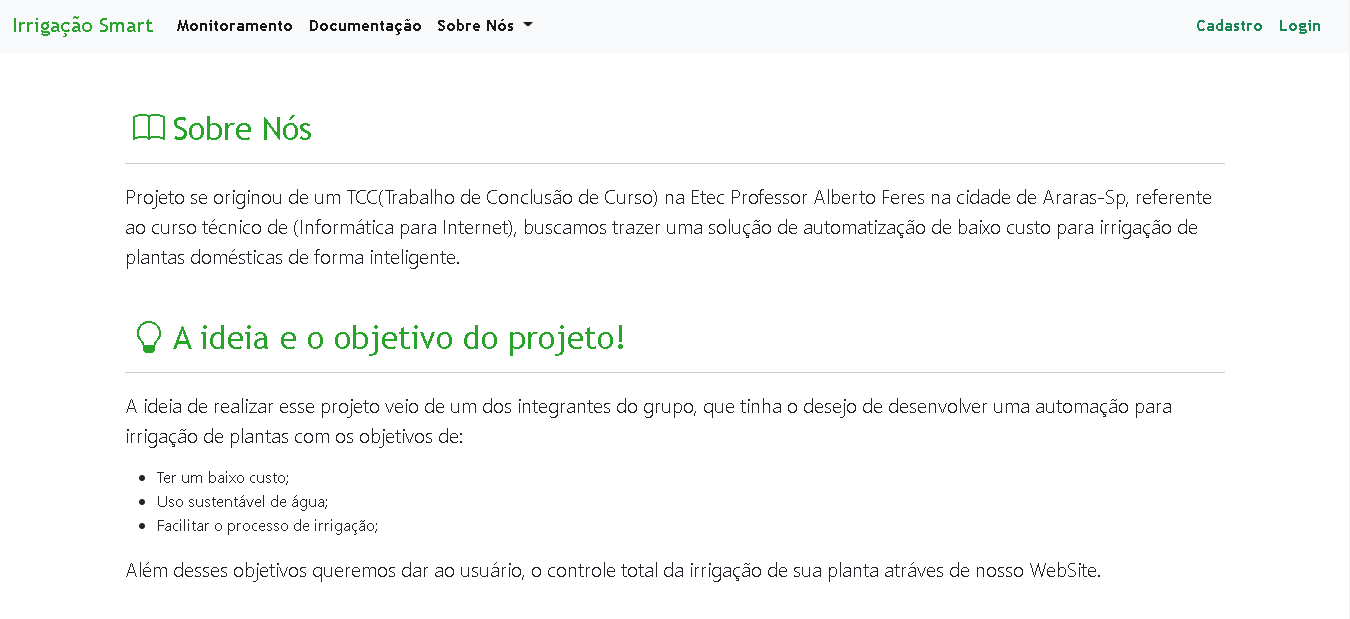 Irrigação Smart Monitoramento Documentação Sobre Nós Cadastro Login
Sobre Nós
Projeto se originou de um TCC(Trabalho de Conclusão de Curso) na Etec Professor Alberto Feres na cidade de Araras-Sp, referente
ao curso técnico de (Informática para Internet), buscamos trazer uma solução de automatização de baixo custo para irrigação de
plantas domésticas de forma inteligente.
A ideia e o objetivo do projeto!
A ideia de realizar esse projeto veio de um dos integrantes do grupo, que tinha o desejo de desenvolver uma automação para
irrigação de plantas com os objetivos de:
• Ter um baixo custo;
• Uso sustentável de água;
• Facilitar o processo de irrigação;
Além desses objetivos queremos dar ao usuário, o controle total da irrigação de sua planta atráves de nosso WebSite.